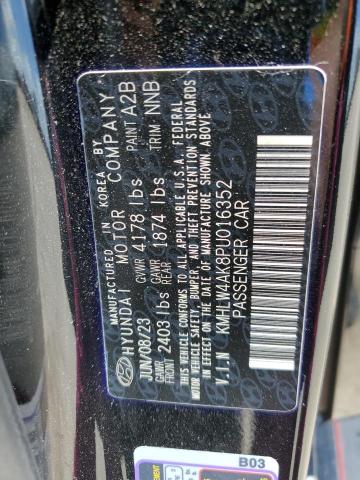 MANUFACTURED IN KOREA BY
HYUNDAI MOTOR COMPANY
JUN/08/23 GVWR 4178 lbs PAINT A2B
GAWR FRONT 2403 lbs GAWR REAR 1874 lbs TRIM NNB
THIS VEHICLE CONFORMS TO ALL APPLICABLE U.S.A. FEDERAL
MOTOR VEHICLE SAFETY, BUMPER, AND THEFT PREVENTION STANDARDS
IN EFFECT ON THE DATE OF MANUFACTURE SHOWN ABOVE.
V.I.N KMHLW4AK8PU016352
PASSENGER CAR
B03